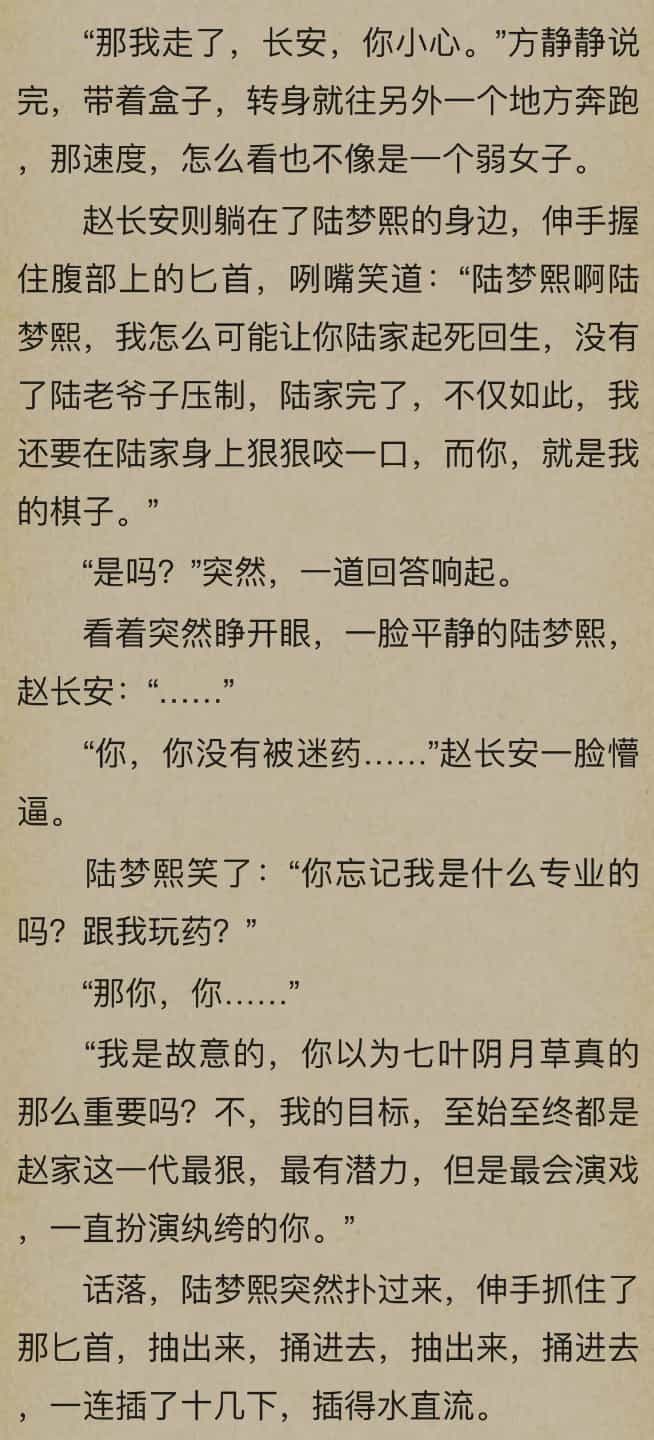 “那我走了，长安，你小心。”方静静说
完，带着盒子，转身就往另外一个地方奔跑
，那速度，怎么看也不像是一个弱女子。
赵长安则躺在了陆梦熙的身边，伸手握
住腹部上的匕首，咧嘴笑道：“陆梦熙啊陆
梦熙，我怎么可能让你陆家起死回生，没有
了陆老爷子压制，陆家完了，不仅如此，我
还要在陆家身上狠狠咬一口，而你，就是我
的棋子。”
“是吗？”突然，一道回答响起。
看着突然睁开眼，一脸平静的陆梦熙，
赵长安：“……”
“你，你没有被迷药……”赵长安一脸懵
逼。
陆梦熙笑了：“你忘记我是什么专业的
吗？跟我玩药？”
“那你，你……”
“我是故意的，你以为七叶阴月草真的
那么重要吗？不，我的目标，至始至终都是
赵家这一代最狠，最有潜力，但是最会演戏
，一直扮演纨绔的你。”
话落，陆梦熙突然扑过来，伸手抓住了
那匕首，抽出来，捅进去，抽出来，捅进去
，一连插了十几下，插得水直流。